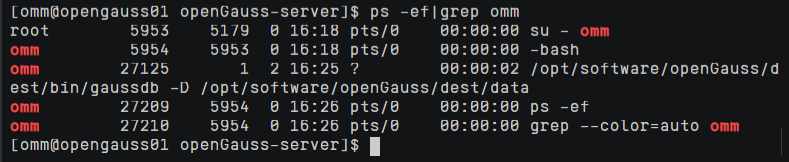 [omm@opengauss01 openGauss-server]$ ps -ef|grep omm
root      5953  5179  0 16:18 pts/0    00:00:00 su - omm
omm       5954  5953  0 16:18 pts/0    00:00:00 -bash
omm      27125     1  2 16:25 ?        00:00:02 /opt/software/openGauss/d
est/bin/gaussdb -D /opt/software/openGauss/dest/data
omm      27209  5954  0 16:26 pts/0    00:00:00 ps -ef
omm      27210  5954  0 16:26 pts/0    00:00:00 grep --color=auto omm
[omm@opengauss01 openGauss-server]$